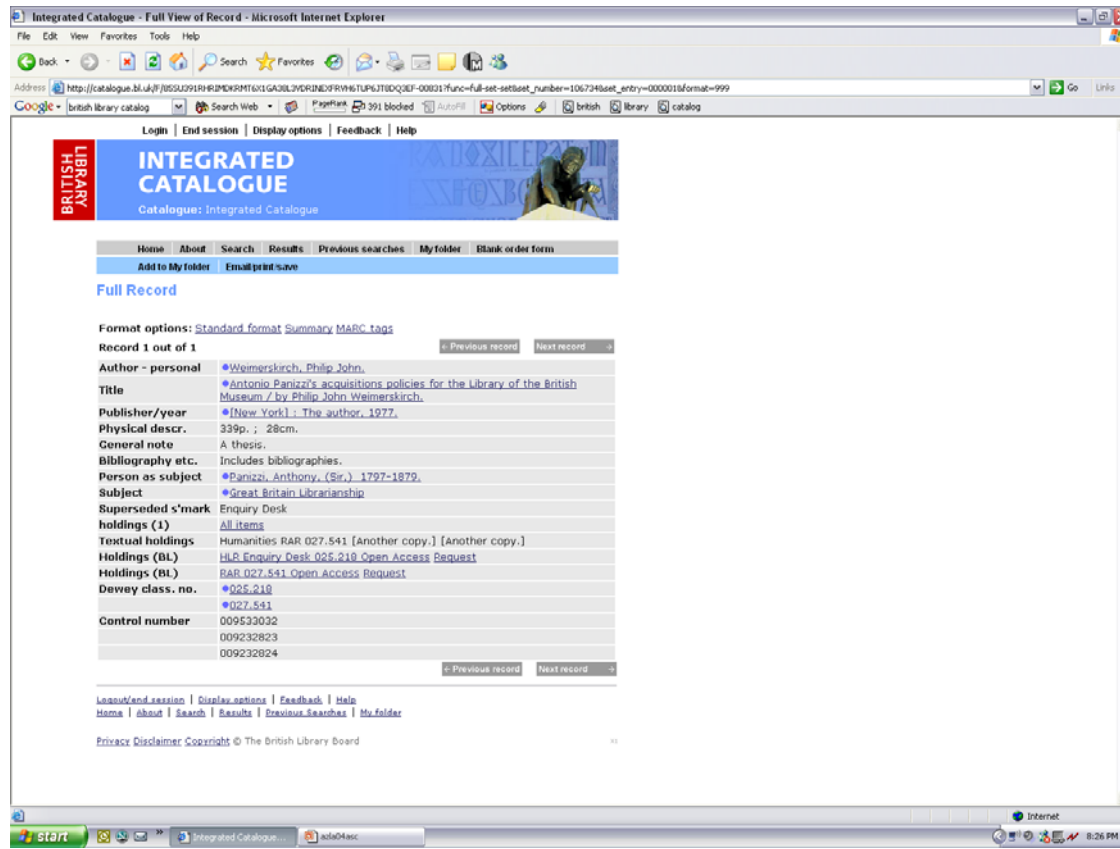 Integrated Catalogue - Full View of Record - Microsoft Internet Explorer
File Edit View Favorites Tools Help
Back Search Favorites
Address http://catalogue.bl.uk/F/
Google british library catalog Search Web PageRank 391 blocked AutoFill Options british library catalog
Go Links
Login | End session | Display options | Feedback | Help
BRITISH LIBRARY
INTEGRATED
CATALOGUE
Catalogue: Integrated Catalogue
Home About Search Results Previous searches My folder Blank order form
Add to My folder Email/print/save
Full Record
Format options: Standard format Summary MARC tags
Record 1 out of 1 Previous record Next record
Author - personal Weimerskirch, Philip John.
Title Antonio Panizzi's acquisitions policies for the Library of the British
Museum / by Philip John Weimerskirch.
Publisher/year [New York] : The author, 1977.
Physical descr. 339p. ; 28cm.
General note A thesis.
Bibliography etc. Includes bibliographies.
Person as subject Panizzi, Anthony, (Sir,) 1797-1879.
Subject Great Britain Librarianship
Superseded s'mark Enquiry Desk
holdings (1) All items
Textual holdings Humanities RAR 027.541 [Another copy.] [Another copy.]
Holdings (BL) HLR Enquiry Desk 025.218 Open Access Request
Holdings (BL) RAR 027.541 Open Access Request
Dewey class. no. 025.218
027.541
Control number 009533032
009232823
009232824
Previous record Next record
Logout/end session | Display options | Feedback | Help
Home | About | Search | Results | Previous Searches | My folder
Privacy Disclaimer Copyright © The British Library Board
Internet
start Integrated Catalogue... azla04asc 8:26 PM